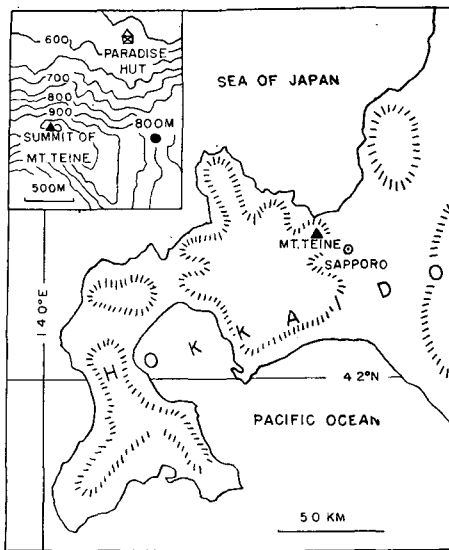 600
PARADISE
HUT
700
800
900
800M
SUMMIT OF
MT. TEINE
500M
SEA OF JAPAN
MT. TEINE
SAPPORO
140°E
H O K K A D O
42°N
PACIFIC OCEAN
50 KM